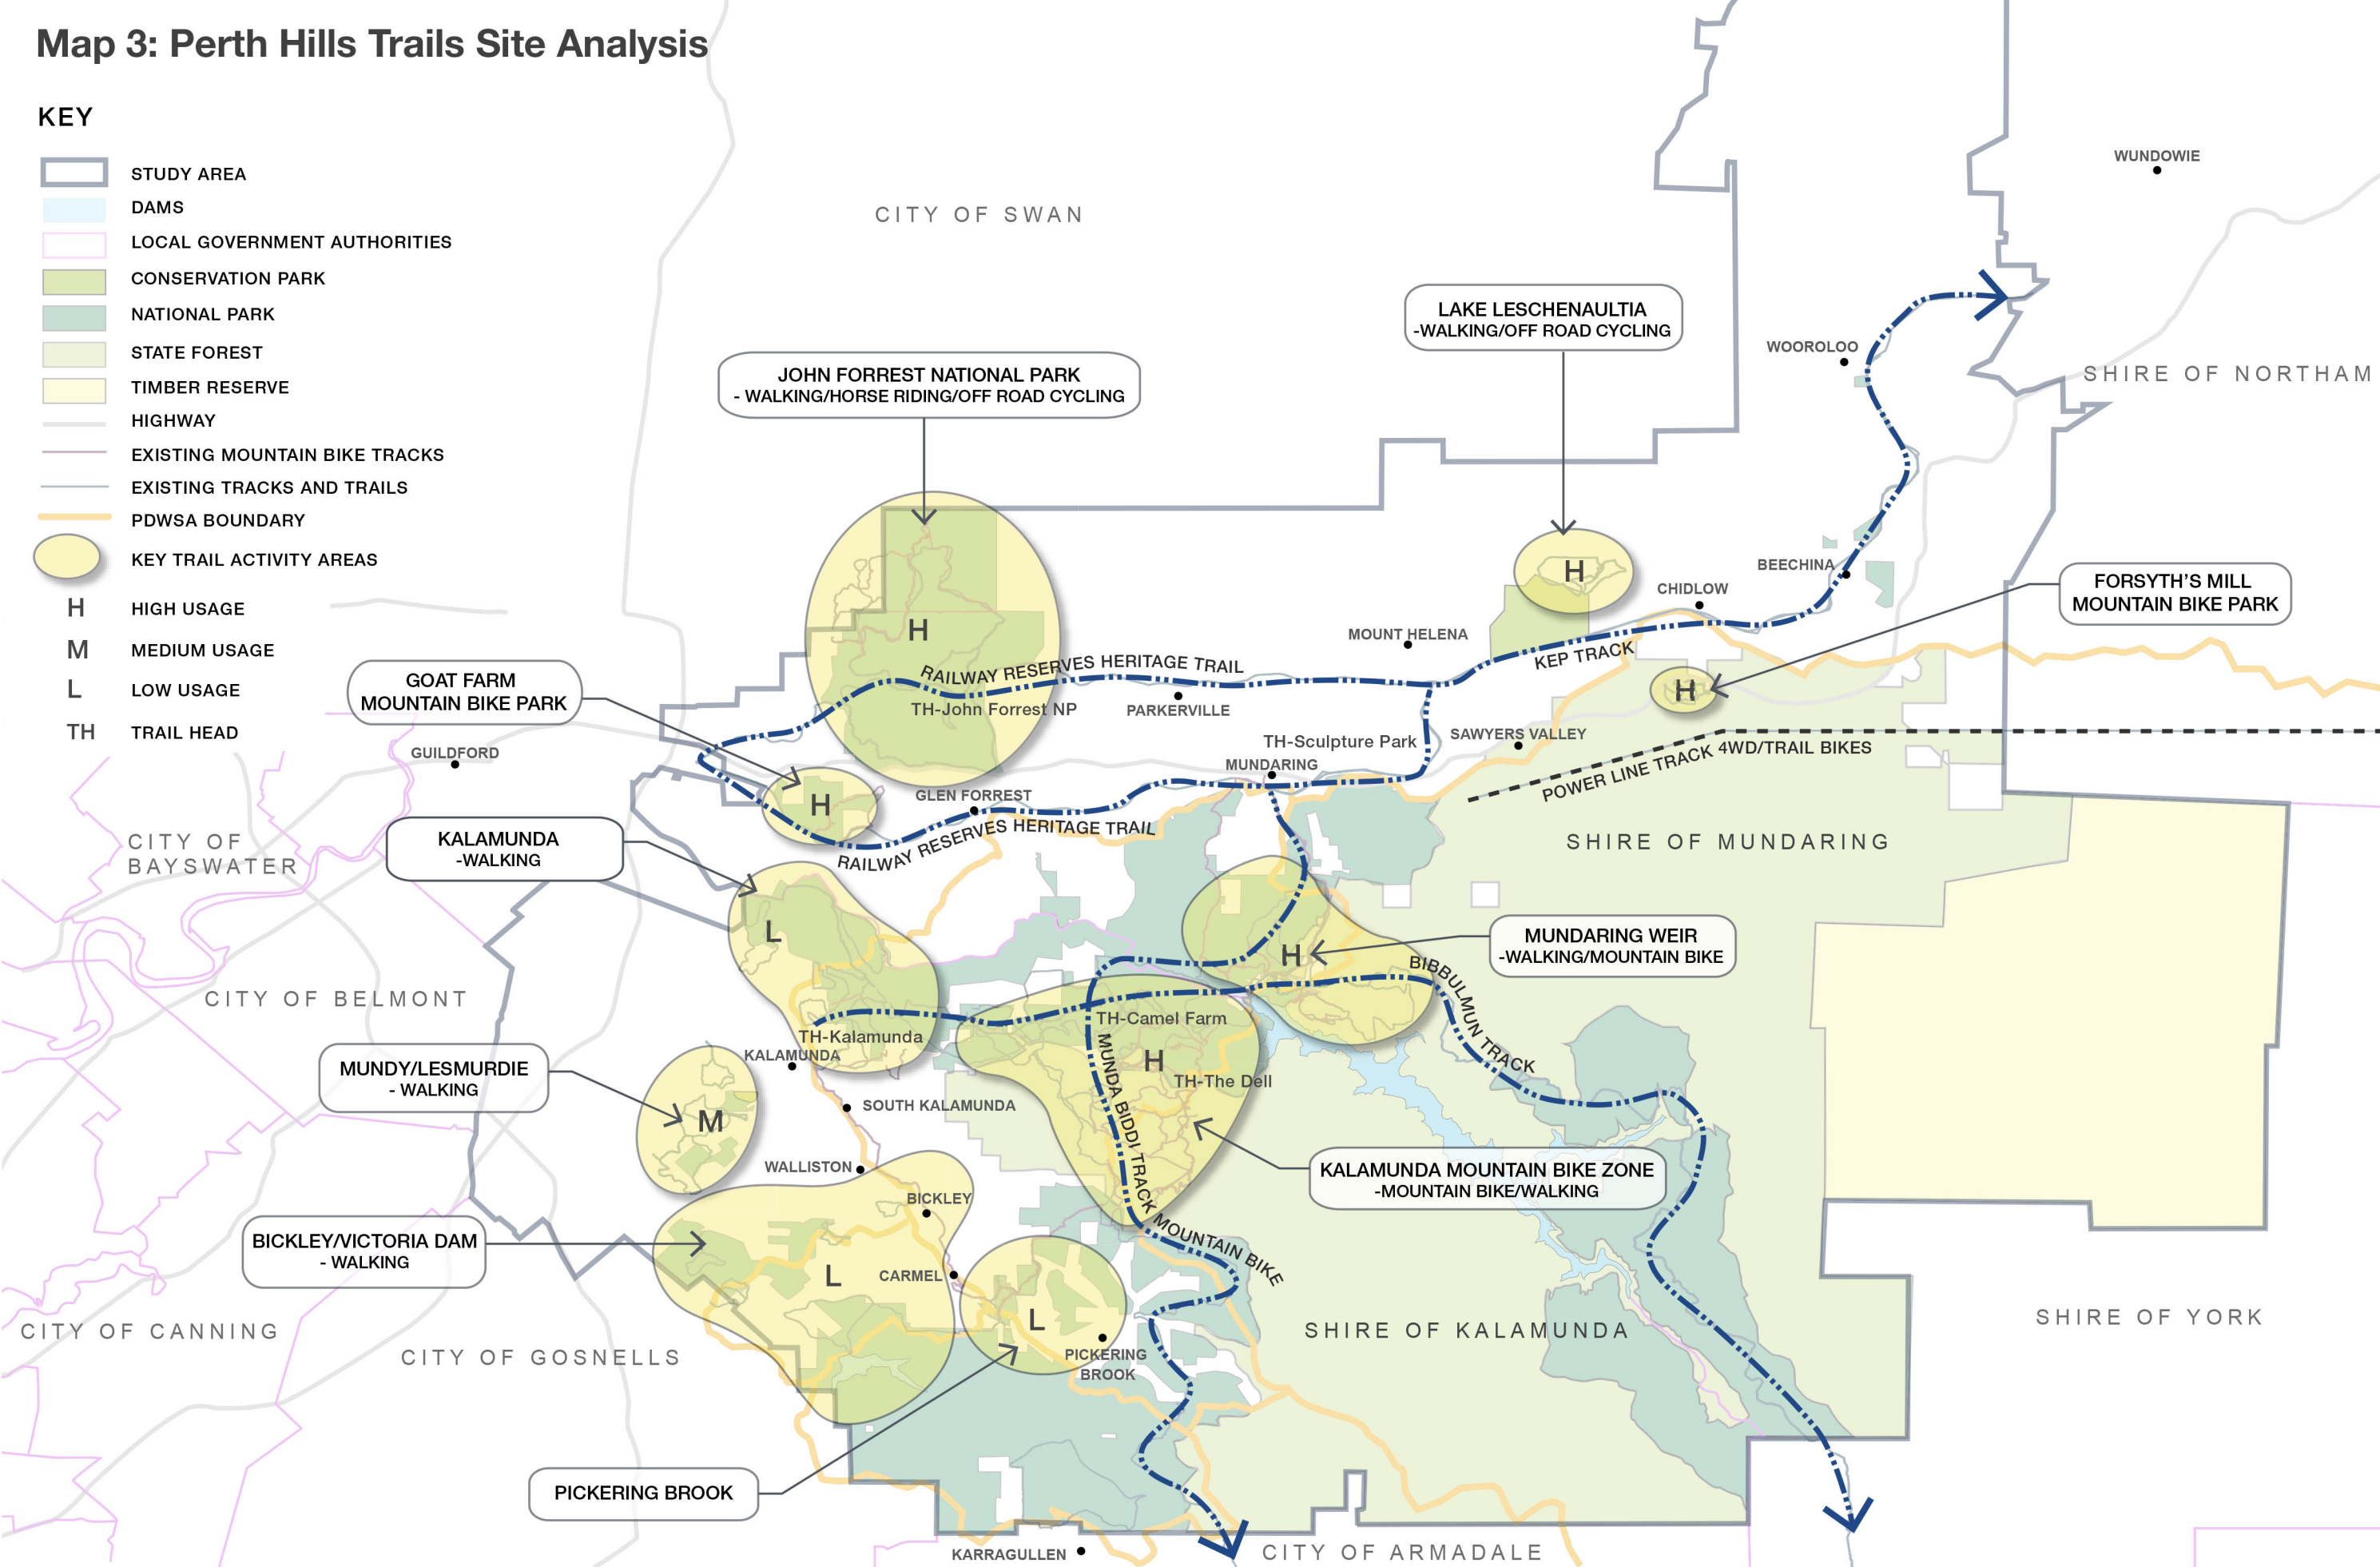 Map 3: Perth Hills Trails Site Analysis
KEY
STUDY AREA
DAMS
LOCAL GOVERNMENT AUTHORITIES
CONSERVATION PARK
NATIONAL PARK
STATE FOREST
TIMBER RESERVE
HIGHWAY
EXISTING MOUNTAIN BIKE TRACKS
EXISTING TRACKS AND TRAILS
PDWSA BOUNDARY
KEY TRAIL ACTIVITY AREAS
H HIGH USAGE
M MEDIUM USAGE
L LOW USAGE
TH TRAIL HEAD
WUNDOWIE
CITY OF SWAN
LAKE LESCHENAULTIA
-WALKING/OFF ROAD CYCLING
WOOROLOO
SHIRE OF NORTHAM
JOHN FORREST NATIONAL PARK
- WALKING/HORSE RIDING/OFF ROAD CYCLING
H
BEECHINA
CHIDLOW
FORSYTH'S MILL
MOUNTAIN BIKE PARK
H
MOUNT HELENA
KEP TRACK
RAILWAY RESERVES HERITAGE TRAIL
H
GOAT FARM
MOUNTAIN BIKE PARK
TH-John Forrest NP
PARKERVILLE
TH-Sculpture Park
SAWYERS VALLEY
POWER LINE TRACK 4WD/TRAIL BIKES
GUILDFORD
MUNDARING
GLEN FORREST
H
RAILWAY RESERVES HERITAGE TRAIL
CITY OF
BAYSWATER
KALAMUNDA
-WALKING
SHIRE OF MUNDARING
L
MUNDARING WEIR
-WALKING/MOUNTAIN BIKE
H
BIBBULMUN TRACK
CITY OF BELMONT
TH-Camel Farm
TH-Kalamunda
KALAMUNDA
H
TH-The Dell
MUNDA BIDDI TRACK MOUNTAIN BIKE
MUNDY/LESMURDIE
- WALKING
M
SOUTH KALAMUNDA
WALLISTON
KALAMUNDA MOUNTAIN BIKE ZONE
-MOUNTAIN BIKE/WALKING
BICKLEY
BICKLEY/VICTORIA DAM
- WALKING
L
CARMEL
L
PICKERING
BROOK
CITY OF CANNING
CITY OF GOSNELLS
SHIRE OF KALAMUNDA
SHIRE OF YORK
PICKERING BROOK
KARRAGULLEN
CITY OF ARMADALE